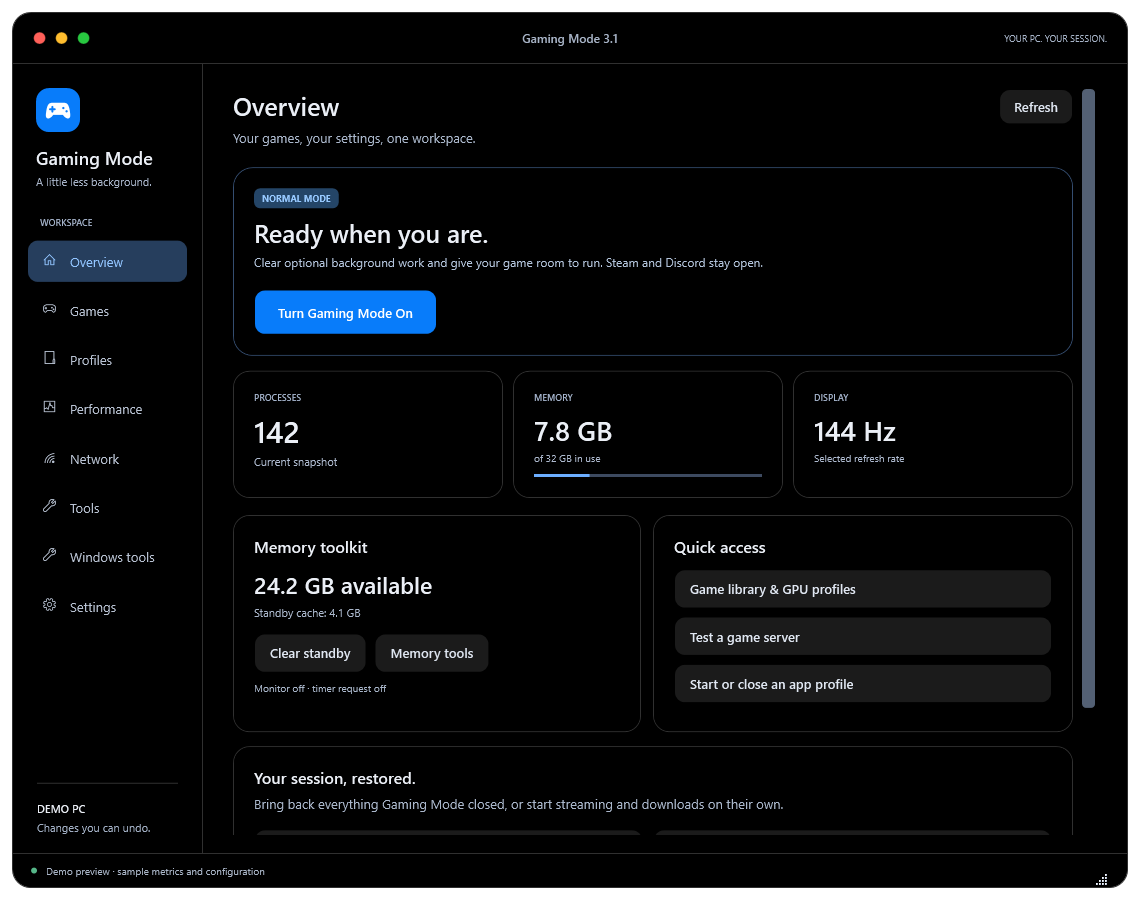 Gaming Mode 3.1
YOUR PC. YOUR SESSION.
Gaming Mode
A little less background.
WORKSPACE
Overview
Games
Profiles
Performance
Network
Tools
Windows tools
Settings
DEMO PC
Changes you can undo.
Overview
Your games, your settings, one workspace.
Refresh
NORMAL MODE
Ready when you are.
Clear optional background work and give your game room to run. Steam and Discord stay open.
Turn Gaming Mode On
PROCESSES
142
Current snapshot
MEMORY
7.8 GB
of 32 GB in use
DISPLAY
144 Hz
Selected refresh rate
Memory toolkit
24.2 GB available
Standby cache: 4.1 GB
Clear standby
Memory tools
Monitor off · timer request off
Quick access
Game library & GPU profiles
Test a game server
Start or close an app profile
Your session, restored.
Bring back everything Gaming Mode closed, or start streaming and downloads on their own.
Demo preview · sample metrics and configuration